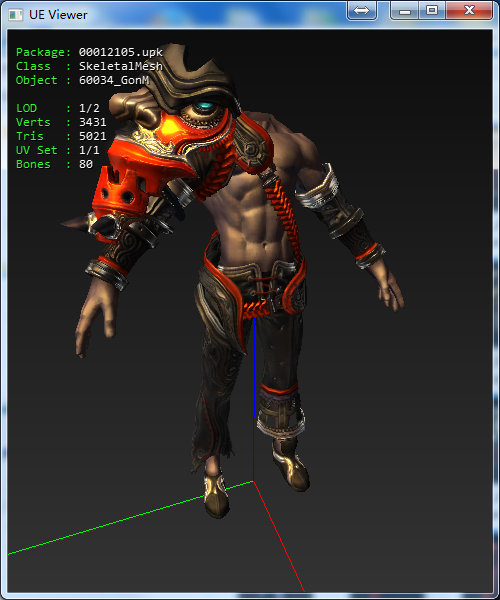 UE Viewer
Package: 00012105.upk
Class : SkeletalMesh
Object : 60034_GonM
LOD : 1/2
Verts : 3431
Tris : 5021
UV Set : 1/1
Bones : 80